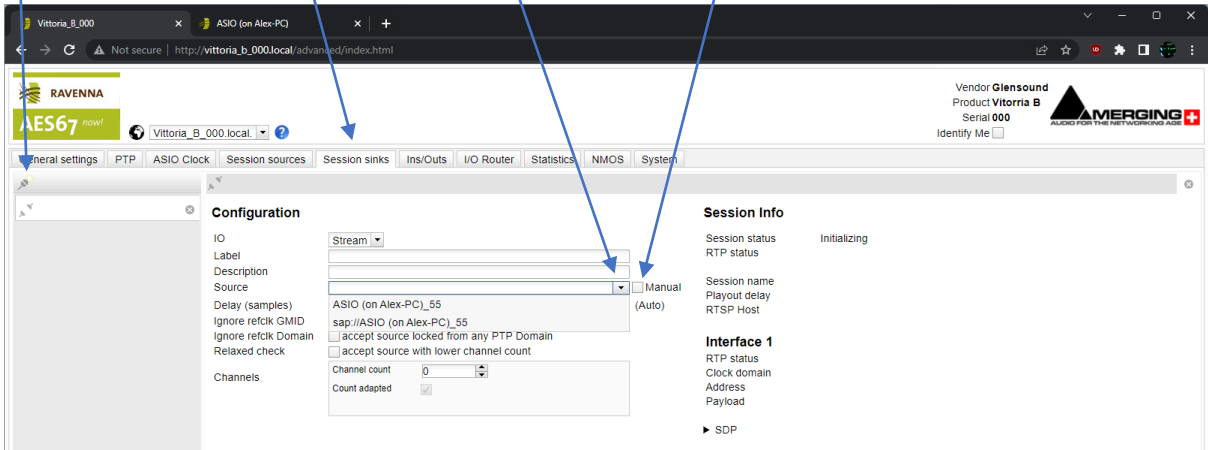 Vittoria_B_000
ASIO (on Alex-PC)
Not secure | http://vittoria_b_000.local/advanced/index.html
RAVENNA
AES67 now!
Vittoria_B_000.local.
Vendor Glensound
Product Vitorria B
Serial 000
Identify Me
MERGING
AUDIO FOR THE NETWORKING AGE
General settings PTP ASIO Clock Session sources Session sinks Ins/Outs I/O Router Statistics NMOS System
Configuration
IO Stream
Label
Description
Source Manual
Delay (samples) ASIO (on Alex-PC)_55 (Auto)
Ignore refclk GMID sap://ASIO (on Alex-PC)_55
Ignore refclk Domain accept source locked from any PTP Domain
Relaxed check accept source with lower channel count
Channels
Channel count 0
Count adapted
Session Info
Session status Initializing
RTP status
Session name
Playout delay
RTSP Host
Interface 1
RTP status
Clock domain
Address
Payload
SDP